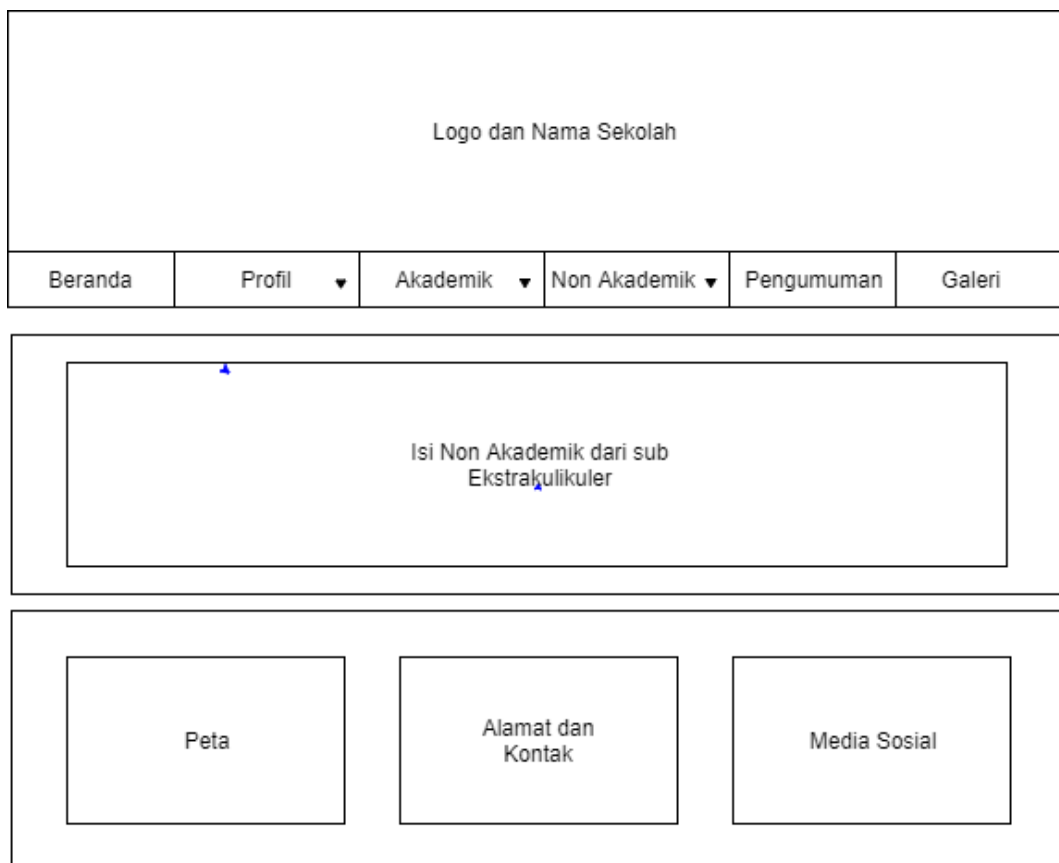 Logo dan Nama Sekolah
Beranda
Profil
Akademik
Non Akademik
Pengumuman
Galeri
Isi Non Akademik dari sub
Ekstrakulikuler
Peta
Alamat dan
Kontak
Media Sosial